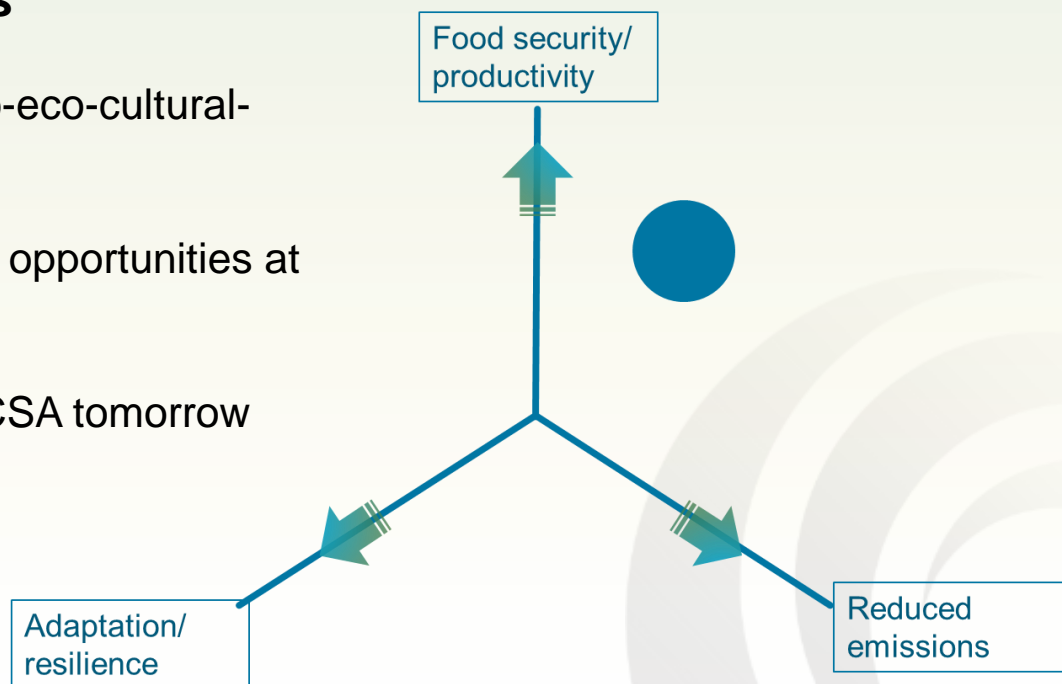 s
-eco-cultural-
opportunities at
CSA tomorrow
Food security/
productivity
Adaptation/
resilience
Reduced
emissions